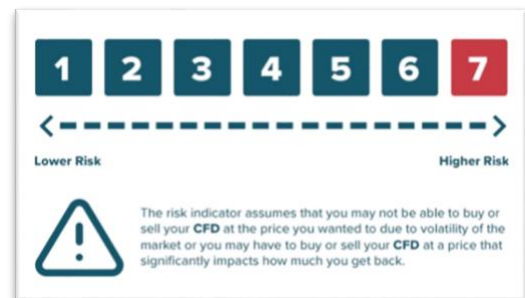 1 2 3 4 5 6 7
Lower Risk Higher Risk
The risk indicator assumes that you may not be able to buy or
sell your CFD at the price you wanted to due to volatility of the
market or you may have to buy or sell your CFD at a price that
significantly impacts how much you get back.